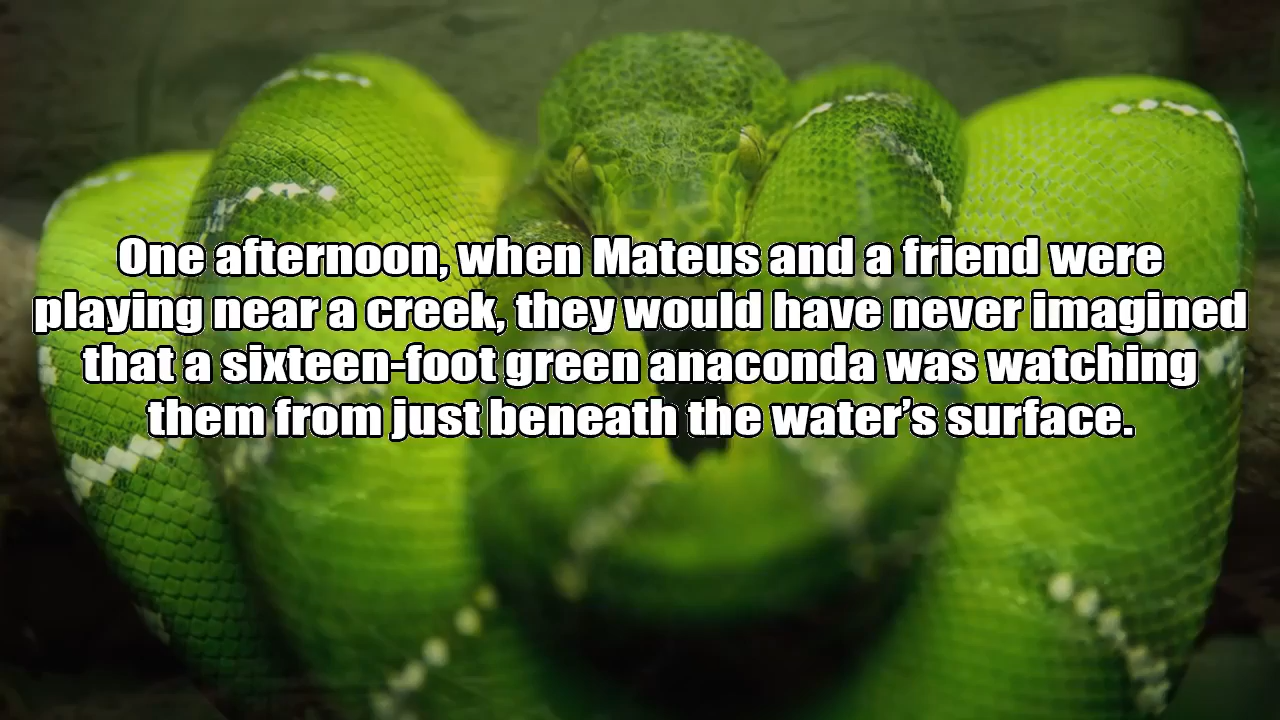 One afternoon, when Mateus and a friend were
playing near a creek, they would have never imagined
that a sixteen-foot green anaconda was watching
them from just beneath the water’s surface.